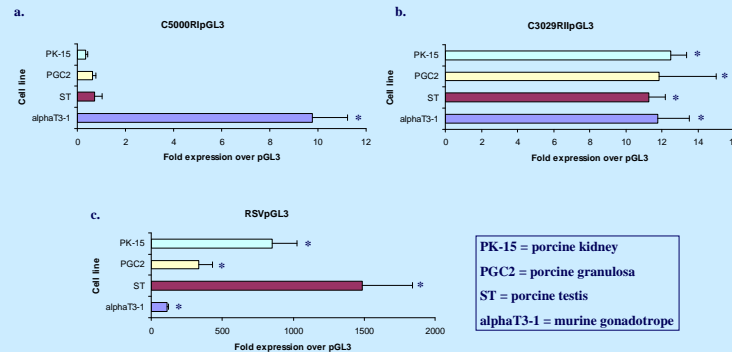 a.
C5000RIpGL3
Cell line
PK-15
PGC2
ST
alphaT3-1
*
0 2 4 6 8 10 12
Fold expression over pGL3
b.
C3029RIIpGL3
Cell line
PK-15
*
PGC2
*
ST
*
alphaT3-1
*
0 2 4 6 8 10 12 14
Fold expression over pGL3
c.
RSVpGL3
Cell line
PK-15
*
PGC2
*
ST
*
alphaT3-1
*
0 500 1000 1500 2000
Fold expression over pGL3
PK-15 = porcine kidney
PGC2 = porcine granulosa
ST = porcine testis
alphaT3-1 = murine gonadotrope